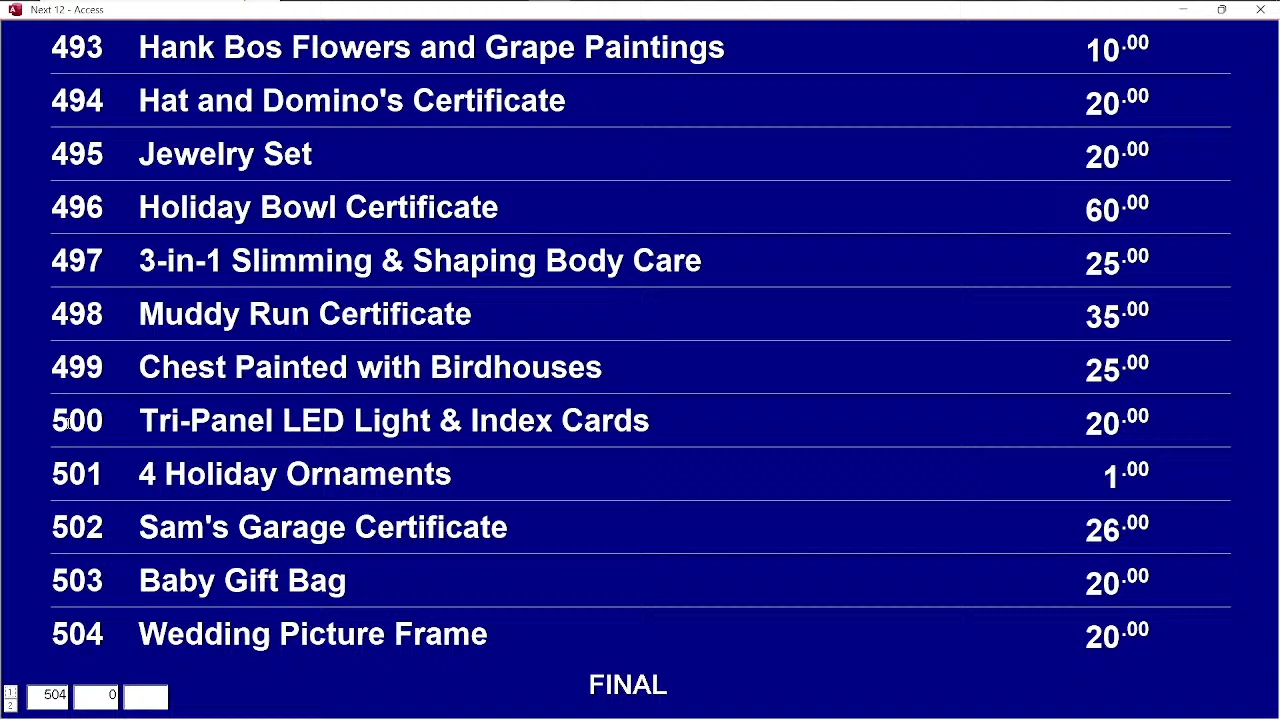 Next 12 - Access
493 Hank Bos Flowers and Grape Paintings 10.00
494 Hat and Domino's Certificate 20.00
495 Jewelry Set 20.00
496 Holiday Bowl Certificate 60.00
497 3-in-1 Slimming & Shaping Body Care 25.00
498 Muddy Run Certificate 35.00
499 Chest Painted with Birdhouses 25.00
500 Tri-Panel LED Light & Index Cards 20.00
501 4 Holiday Ornaments 1.00
502 Sam's Garage Certificate 26.00
503 Baby Gift Bag 20.00
504 Wedding Picture Frame 20.00
FINAL
1
2
504 0